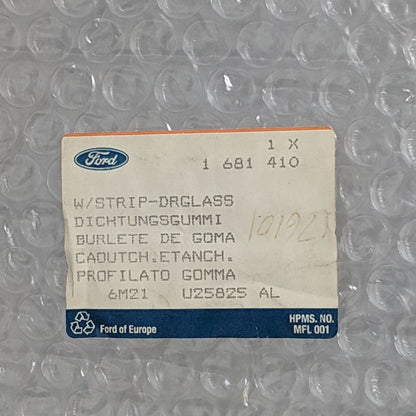 1 X
Ford
1 681 410
W/STRIP-DRGLASS
DICHTUNGSGUMMI
BURLETE DE GOMA
CAOUTCH.ETANCH.
PROFILATO GOMMA
6M21 U25825 AL
Ford of Europe
HPMS. NO.
MFL 001